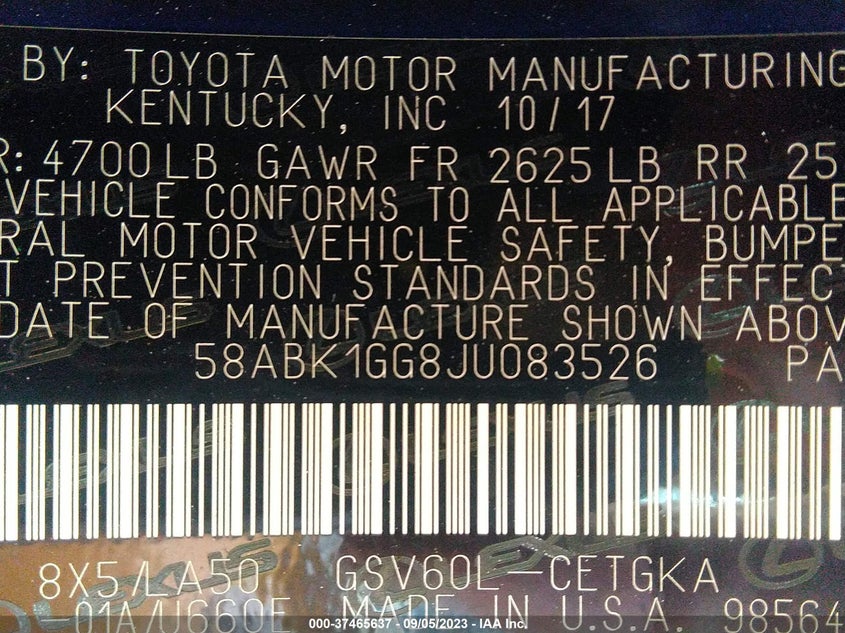 BY: TOYOTA MOTOR MANUFACTURING
KENTUCKY, INC 10/17
R: 4700LB GAWR FR 2625LB RR 25
VEHICLE CONFORMS TO ALL APPLICABLE
RAL MOTOR VEHICLE SAFETY, BUMPE
T PREVENTION STANDARDS IN EFFECT
DATE OF MANUFACTURE SHOWN ABOV
58ABK1GG8JU083526 PA
8X5/LA50 GSV60L-CETGKA
-01A/U660E MADE IN U.S.A. 98564
000-37465637 - 09/05/2023 - IAA Inc.